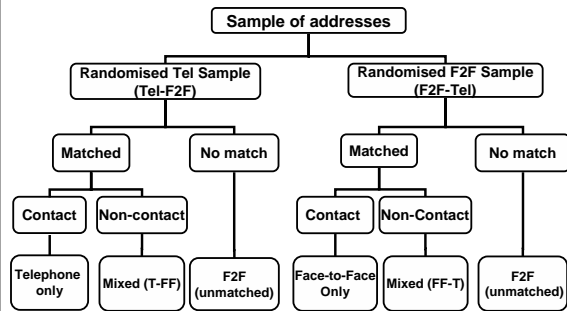 Sample of addresses
Randomised Tel Sample
(Tel-F2F)
Randomised F2F Sample
(F2F-Tel)
Matched
No match
Matched
No match
Contact
Non-contact
Contact
Non-Contact
Telephone
only
Mixed (T-FF)
F2F
(unmatched)
Face-to-Face
Only
Mixed (FF-T)
F2F
(unmatched)